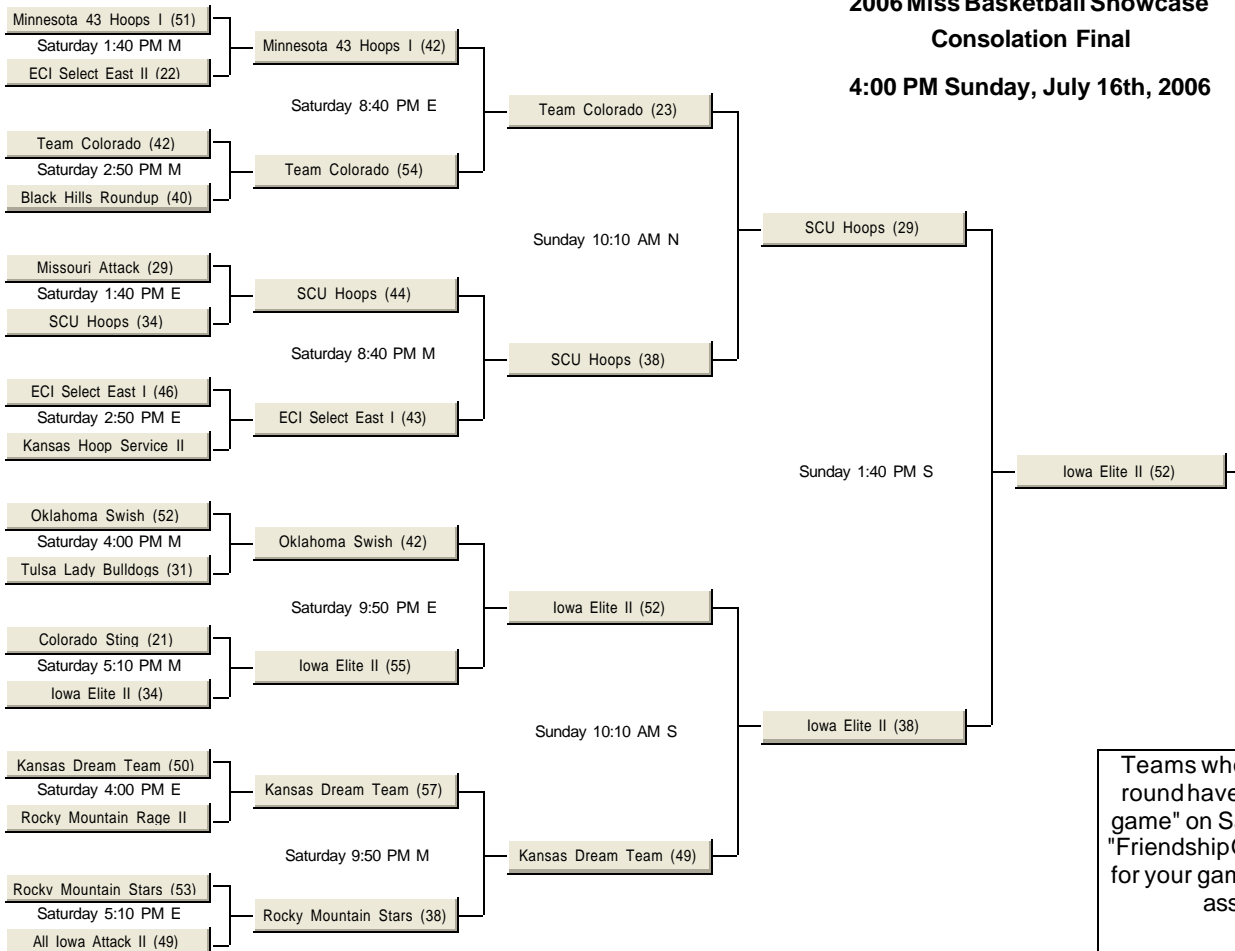 2006 Miss Basketball Showcase
Consolation Final
4:00 PM Sunday, July 16th, 2006
Minnesota 43 Hoops I (51)
Saturday 1:40 PM M
ECI Select East II (22)
Minnesota 43 Hoops I (42)
Saturday 8:40 PM E
Team Colorado (23)
Team Colorado (42)
Saturday 2:50 PM M
Black Hills Roundup (40)
Team Colorado (54)
Sunday 10:10 AM N
SCU Hoops (29)
Missouri Attack (29)
Saturday 1:40 PM E
SCU Hoops (34)
SCU Hoops (44)
Saturday 8:40 PM M
SCU Hoops (38)
ECI Select East I (46)
Saturday 2:50 PM E
Kansas Hoop Service II
ECI Select East I (43)
Sunday 1:40 PM S
Iowa Elite II (52)
Oklahoma Swish (52)
Saturday 4:00 PM M
Tulsa Lady Bulldogs (31)
Oklahoma Swish (42)
Saturday 9:50 PM E
Iowa Elite II (52)
Colorado Sting (21)
Saturday 5:10 PM M
Iowa Elite II (34)
Iowa Elite II (55)
Sunday 10:10 AM S
Iowa Elite II (38)
Kansas Dream Team (50)
Saturday 4:00 PM E
Rocky Mountain Rage II
Kansas Dream Team (57)
Saturday 9:50 PM M
Kansas Dream Team (49)
Rocky Mountain Stars (53)
Saturday 5:10 PM E
All Iowa Attack II (49)
Rocky Mountain Stars (38)
Teams
round have
game" on
"Friendship
for your